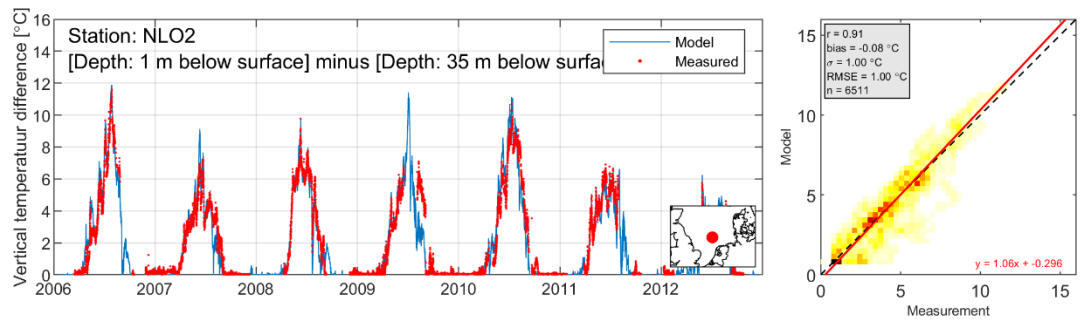 Vertical temperatuur difference [°C]
16
14
12
10
8
6
4
2
0
Station: NLO2
[Depth: 1 m below surface] minus [Depth: 35 m below surfa
Model
Measured
2006 2007 2008 2009 2010 2011 2012
Model
15
10
5
0
r = 0.91
bias = -0.08 °C
σ = 1.00 °C
RMSE = 1.00 °C
n = 6511
y = 1.06x + -0.296
0 5 10 15
Measurement